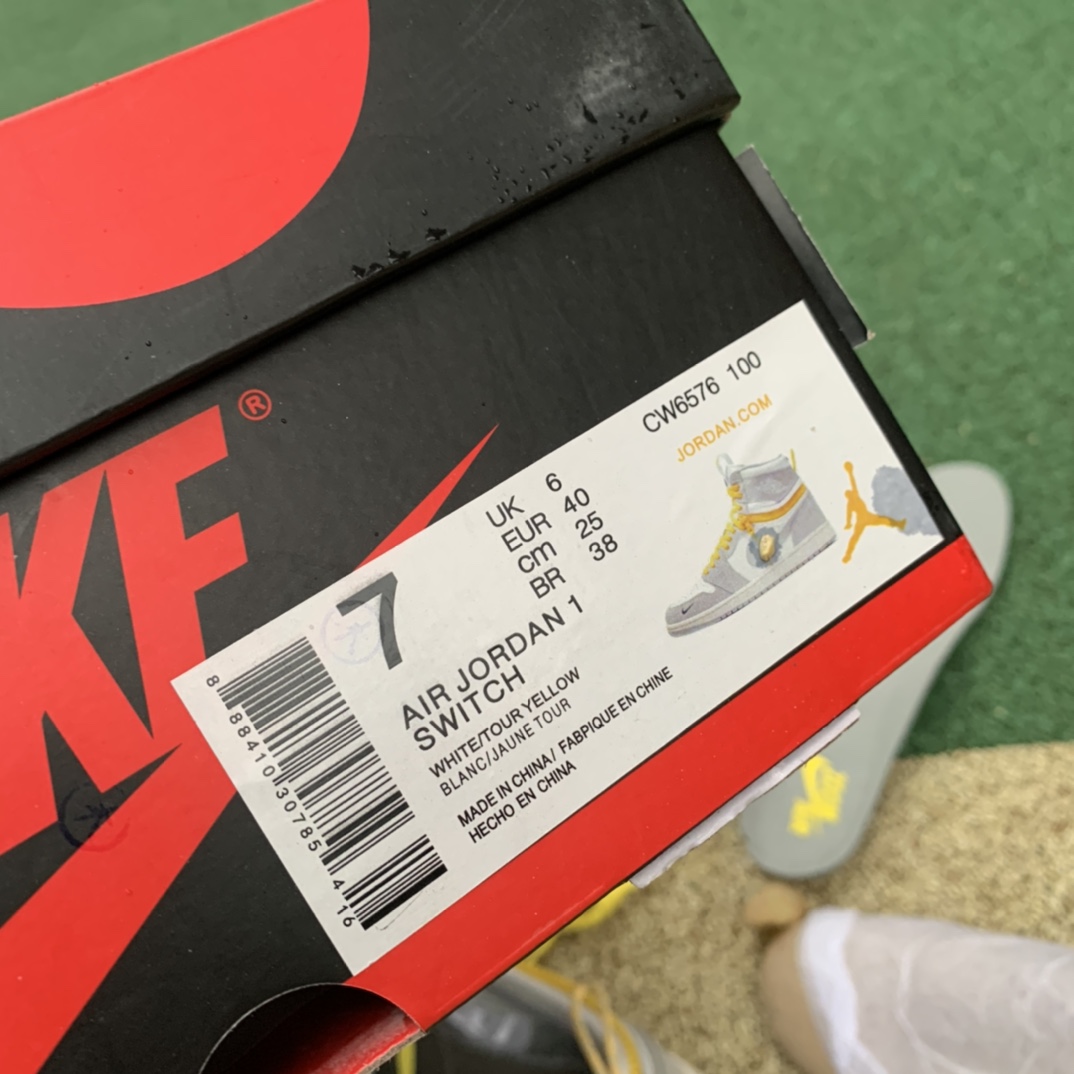 KE®
CW6576 100
JORDAN.COM
UK 6
EUR 40
cm 25
BR 38
7
AIR JORDAN 1
SWITCH
WHITE/TOUR YELLOW
BLANC/JAUNE TOUR
MADE IN CHINA/ FABRIQUE EN CHINE
HECHO EN CHINA
8 88410 30785 4 16